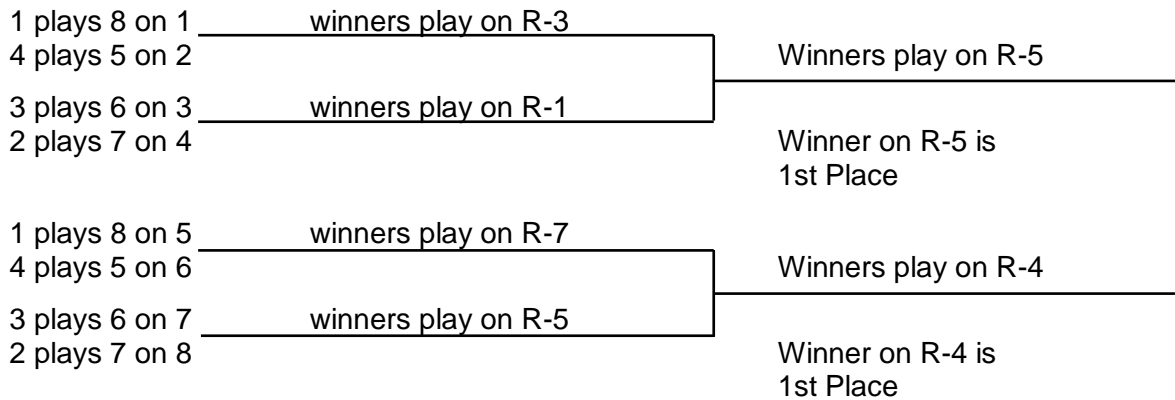 1 plays 8 on 1 winners play on R-3
4 plays 5 on 2 Winners play on R-5
3 plays 6 on 3 winners play on R-1
2 plays 7 on 4 Winner on R-5 is
1st Place
1 plays 8 on 5 winners play on R-7
4 plays 5 on 6 Winners play on R-4
3 plays 6 on 7 winners play on R-5
2 plays 7 on 8 Winner on R-4 is
1st Place